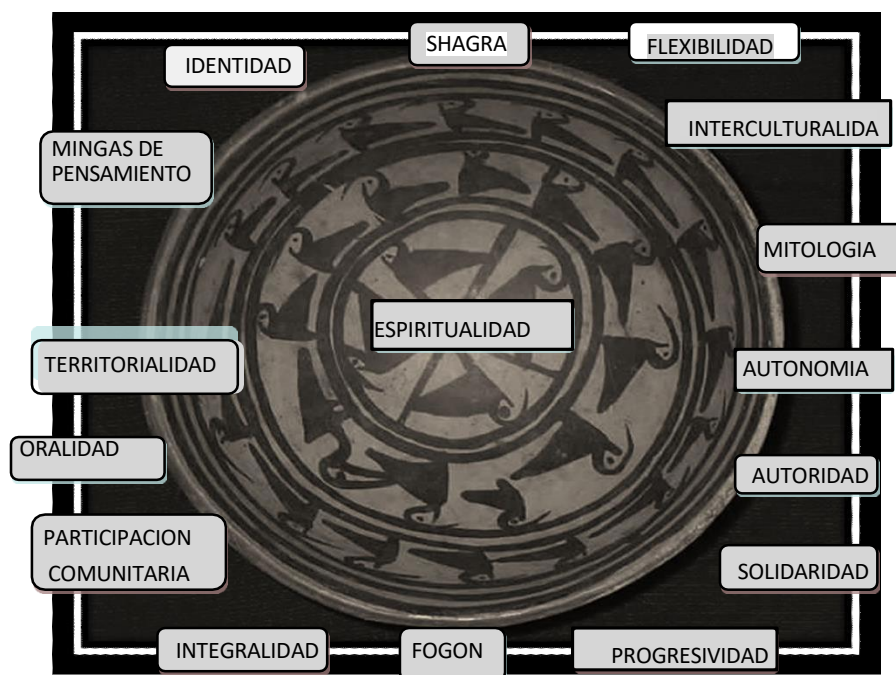 SHAGRA
FLEXIBILIDAD
IDENTIDAD
INTERCULTURALIDA
MINGAS DE
PENSAMIENTO
MITOLOGIA
ESPIRITUALIDAD
TERRITORIALIDAD
AUTONOMIA
ORALIDAD
AUTORIDAD
PARTICIPACION
COMUNITARIA
SOLIDARIDAD
INTEGRALIDAD
FOGON
PROGRESIVIDAD